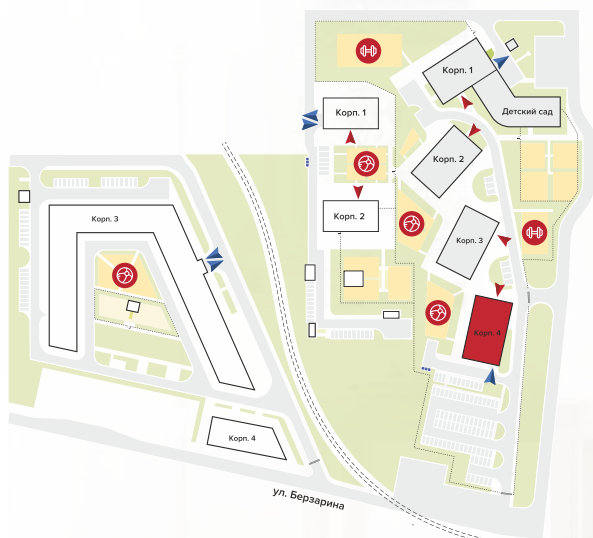 Корп. 1
Детский сад
Корп. 1
Корп. 2
Корп. 2
Корп. 3
Корп. 3
Корп. 4
Корп. 4
ул. Берзарина